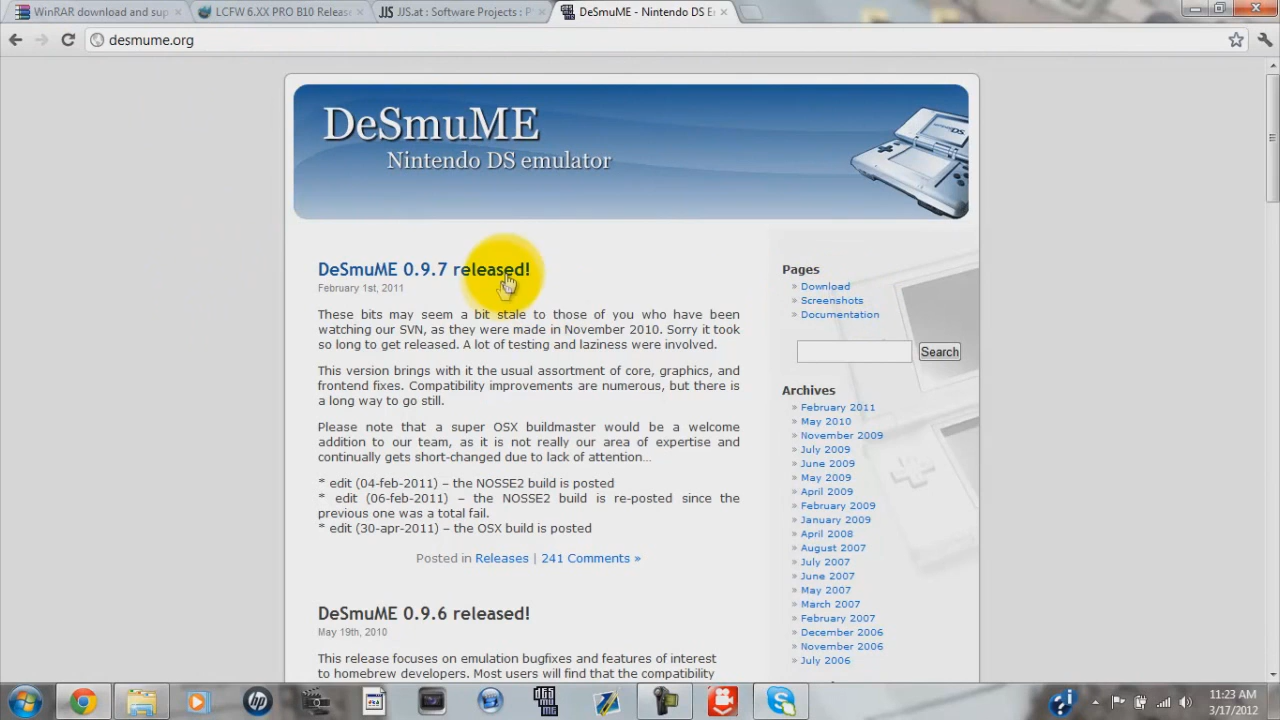 WinRAR download and sup
LCFW 6.XX PRO B10 Releas
JJS JJS.at : Software Projects : P
DeSmuME - Nintendo DS E
desmume.org
DeSmuME
Nintendo DS emulator
DeSmuME 0.9.7 released!
February 1st, 2011
These bits may seem a bit stale to those of you who have been
watching our SVN, as they were made in November 2010. Sorry it took
so long to get released. A lot of testing and laziness were involved.
This version brings with it the usual assortment of core, graphics, and
frontend fixes. Compatibility improvements are numerous, but there is
a long way to go still.
Please note that a super OSX buildmaster would be a welcome
addition to our team, as it is not really our area of expertise and
continually gets short-changed due to lack of attention…
* edit (04-feb-2011) – the NOSSE2 build is posted
* edit (06-feb-2011) – the NOSSE2 build is re-posted since the
previous one was a total fail.
* edit (30-apr-2011) – the OSX build is posted
Posted in Releases | 241 Comments »
DeSmuME 0.9.6 released!
May 19th, 2010
This release focuses on emulation bugfixes and features of interest
to homebrew developers. Most users will find that the compatibility
Pages
» Download
» Screenshots
» Documentation
Search
Archives
» February 2011
» May 2010
» November 2009
» July 2009
» June 2009
» May 2009
» April 2009
» February 2009
» January 2009
» April 2008
» August 2007
» July 2007
» June 2007
» May 2007
» March 2007
» February 2007
» December 2006
» November 2006
» July 2006
hp
11:23 AM
3/17/2012